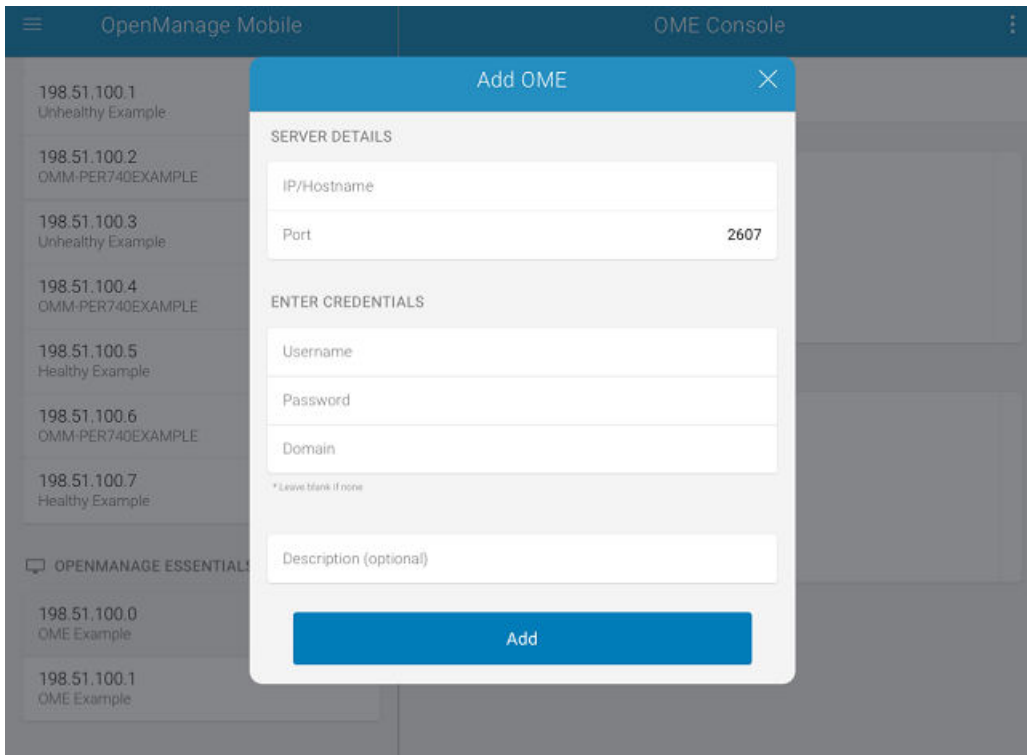 OpenManage Mobile
OME Console
198.51.100.1
Unhealthy Example
198.51.100.2
OMM-PER740EXAMPLE
198.51.100.3
Unhealthy Example
198.51.100.4
OMM-PER740EXAMPLE
198.51.100.5
Healthy Example
198.51.100.6
OMM-PER740EXAMPLE
198.51.100.7
Healthy Example
OPENMANAGE ESSENTIALS
198.51.100.0
OME Example
198.51.100.1
OME Example
Add OME
SERVER DETAILS
IP/Hostname
Port 2607
ENTER CREDENTIALS
Username
Password
Domain
* Leave blank if none
Description (optional)
Add